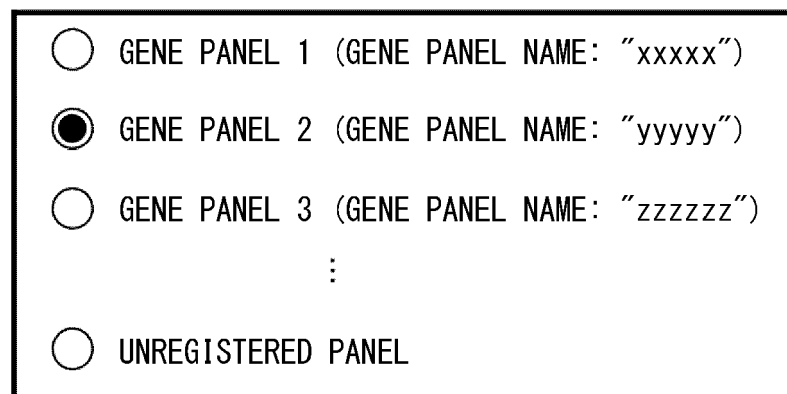 GENE PANEL 1 (GENE PANEL NAME: "xxxxx")
GENE PANEL 2 (GENE PANEL NAME: "yyyyy")
GENE PANEL 3 (GENE PANEL NAME: "zzzzzz")
⋮
UNREGISTERED PANEL